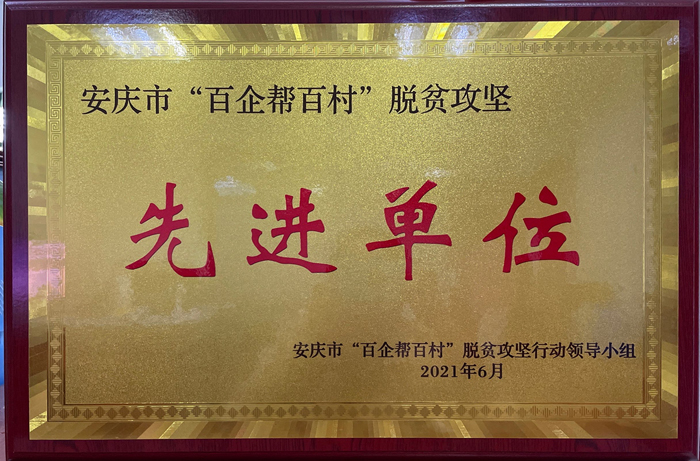 安庆市“百企帮百村”脱贫攻坚
先进单位
安庆市“百企帮百村”脱贫攻坚行动领导小组
2021年6月